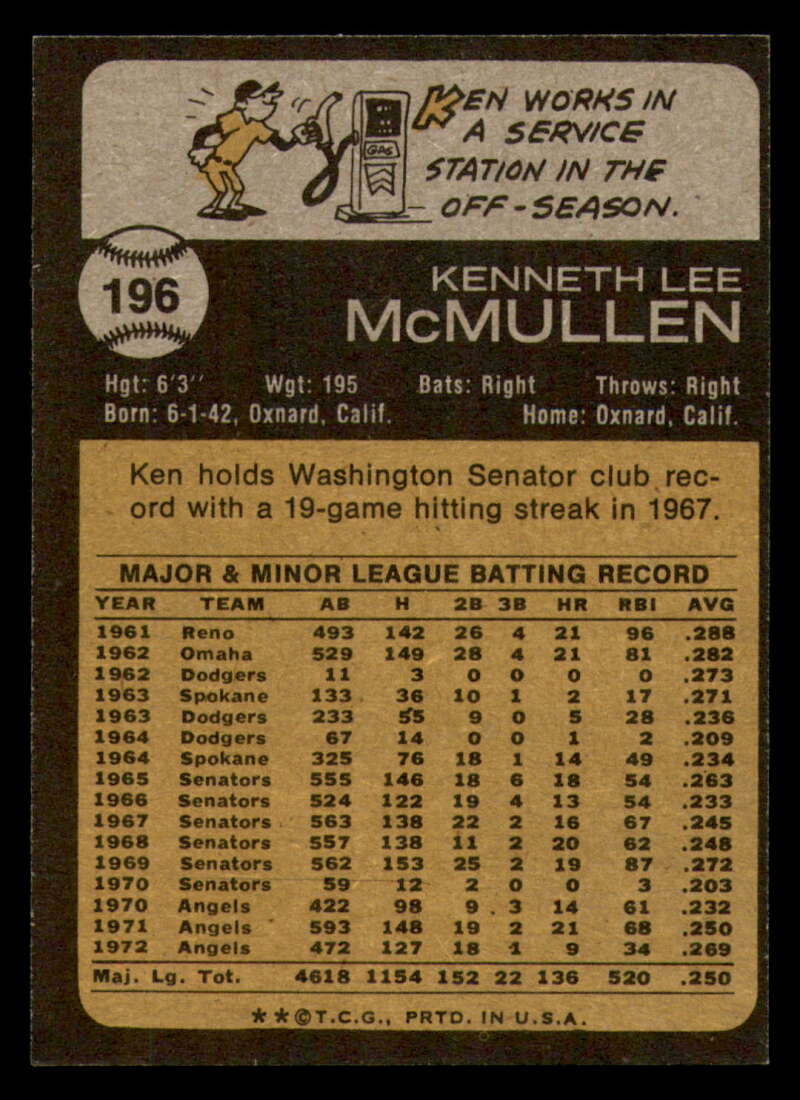 GAS
KEN WORKS IN
A SERVICE
STATION IN THE
OFF-SEASON.
196
KENNETH LEE
McMULLEN
Hgt: 6'3" Wgt: 195 Bats: Right Throws: Right
Born: 6-1-42, Oxnard, Calif. Home: Oxnard, Calif.
Ken holds Washington Senator club rec-
ord with a 19-game hitting streak in 1967.
MAJOR & MINOR LEAGUE BATTING RECORD
YEAR TEAM AB H 2B 3B HR RBI AVG
1961 Reno 493 142 26 4 21 96 .288
1962 Omaha 529 149 28 4 21 81 .282
1962 Dodgers 11 3 0 0 0 0 .273
1963 Spokane 133 36 10 1 2 17 .271
1963 Dodgers 233 55 9 0 5 28 .236
1964 Dodgers 67 14 0 0 1 2 .209
1964 Spokane 325 76 18 1 14 49 .234
1965 Senators 555 146 18 6 18 54 .263
1966 Senators 524 122 19 4 13 54 .233
1967 Senators 563 138 22 2 16 67 .245
1968 Senators 557 138 11 2 20 62 .248
1969 Senators 562 153 25 2 19 87 .272
1970 Senators 59 12 2 0 0 3 .203
1970 Angels 422 98 9 3 14 61 .232
1971 Angels 593 148 19 2 21 68 .250
1972 Angels 472 127 18 1 9 34 .269
Maj. Lg. Tot. 4618 1154 152 22 136 520 .250
**©T.C.G., PRTD. IN U.S.A.